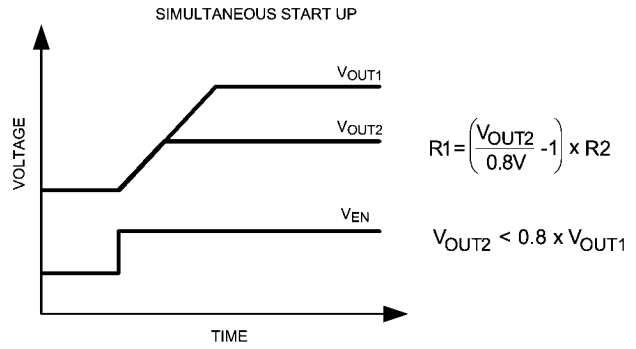 SIMULTANEOUS START UP
VOLTAGE
VOUT1
VOUT2
VEN
TIME
R1=(VOUT2/0.8V -1) x R2
VOUT2 < 0.8 x VOUT1